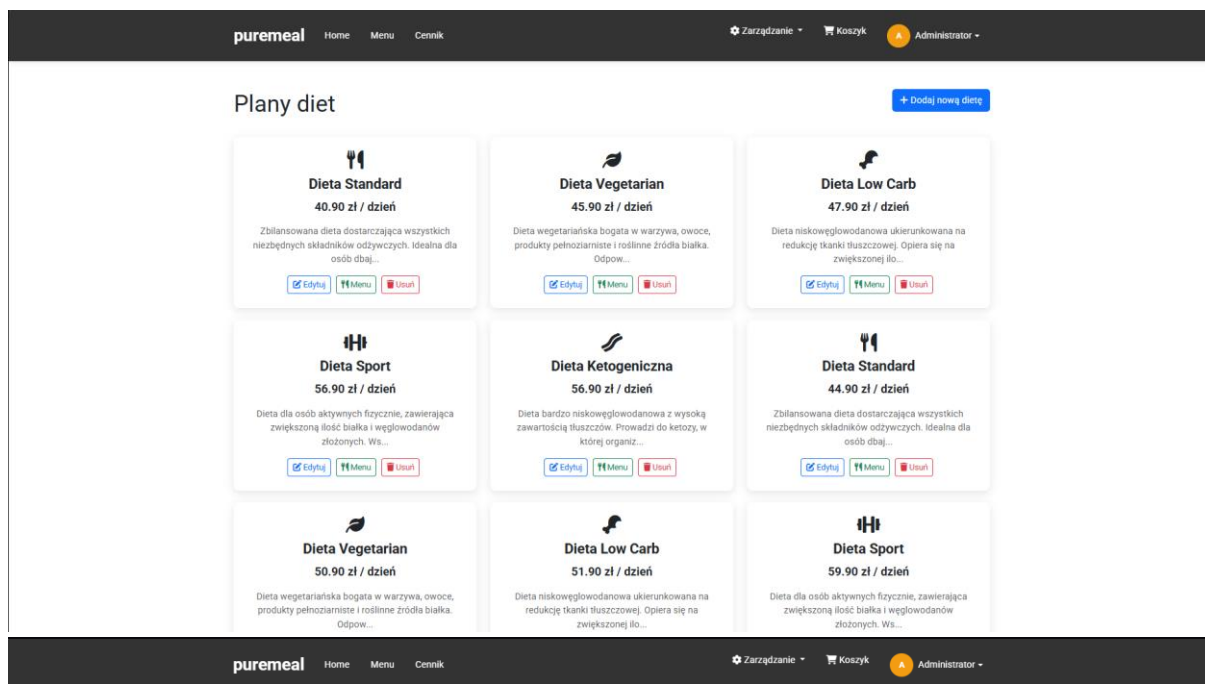 puremeal Home Menu Cennik Zarządzanie Koszyk A Administrator
Plany diet
+ Dodaj nową dietę
Dieta Standard
40.90 zł / dzień
Zbilansowana dieta dostarczająca wszystkich
niezbędnych składników odżywczych. Idealna dla
osób dbaj...
Edytuj Menu Usuń
Dieta Vegetarian
45.90 zł / dzień
Dieta wegetariańska bogata w warzywa, owoce,
produkty pełnoziarniste i roślinne źródła białka.
Odpow...
Edytuj Menu Usuń
Dieta Low Carb
47.90 zł / dzień
Dieta niskowęglowodanowa ukierunkowana na
redukcję tkanki tłuszczowej. Opiera się na
zwiększonej ilo...
Edytuj Menu Usuń
Dieta Sport
56.90 zł / dzień
Dieta dla osób aktywnych fizycznie, zawierająca
zwiększoną ilość białka i węglowodanów
złożonych. Ws...
Edytuj Menu Usuń
Dieta Ketogeniczna
56.90 zł / dzień
Dieta bardzo niskowęglowodanowa z wysoką
zawartością tłuszczów. Prowadzi do ketozy, w
której organiz...
Edytuj Menu Usuń
Dieta Standard
44.90 zł / dzień
Zbilansowana dieta dostarczająca wszystkich
niezbędnych składników odżywczych. Idealna dla
osób dbaj...
Edytuj Menu Usuń
Dieta Vegetarian
50.90 zł / dzień
Dieta wegetariańska bogata w warzywa, owoce,
produkty pełnoziarniste i roślinne źródła białka.
Odpow...
Dieta Low Carb
51.90 zł / dzień
Dieta niskowęglowodanowa ukierunkowana na
redukcję tkanki tłuszczowej. Opiera się na
zwiększonej ilo...
Dieta Sport
59.90 zł / dzień
Dieta dla osób aktywnych fizycznie, zawierająca
zwiększoną ilość białka i węglowodanów
złożonych. Ws...
puremeal Home Menu Cennik Zarządzanie Koszyk A Administrator